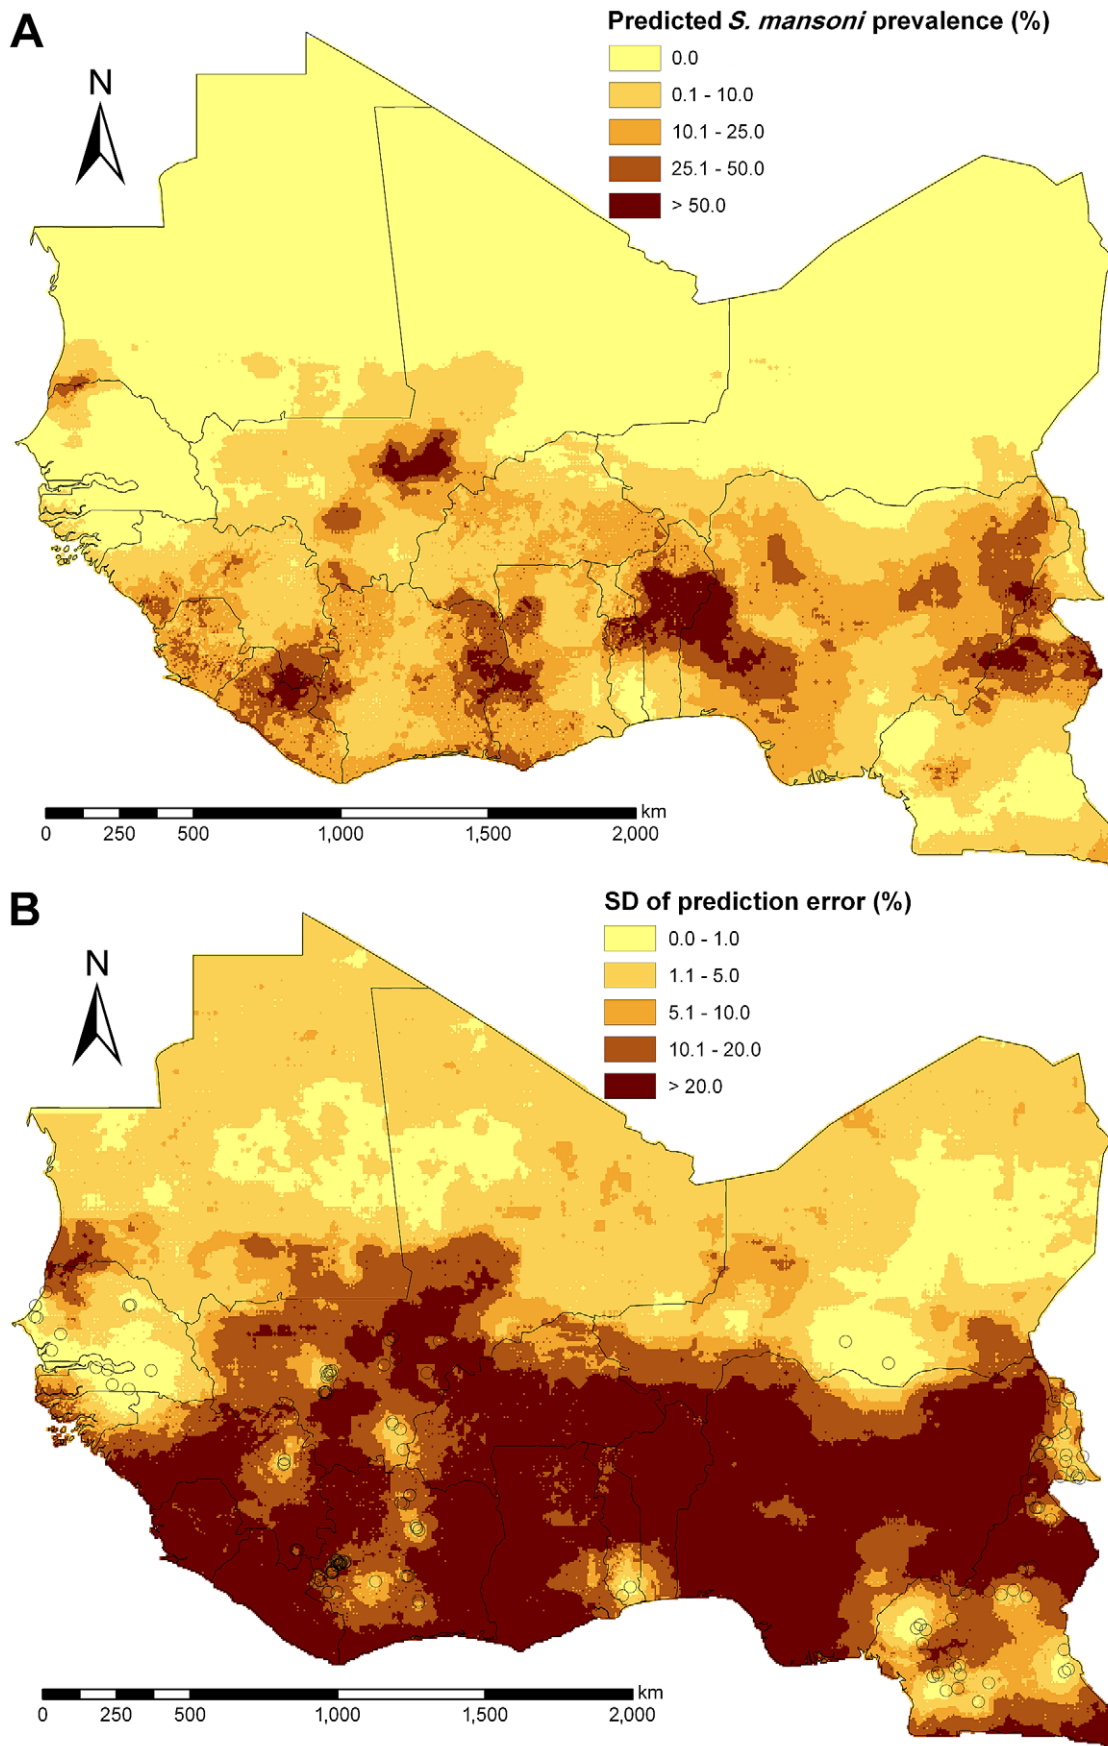 A
Predicted S. mansoni prevalence (%)
N
0.0
0.1 - 10.0
10.1 - 25.0
25.1 - 50.0
> 50.0
km
0 250 500 1,000 1,500 2,000
B
SD of prediction error (%)
N
0.0 - 1.0
1.1 - 5.0
5.1 - 10.0
10.1 - 20.0
> 20.0
km
0 250 500 1,000 1,500 2,000